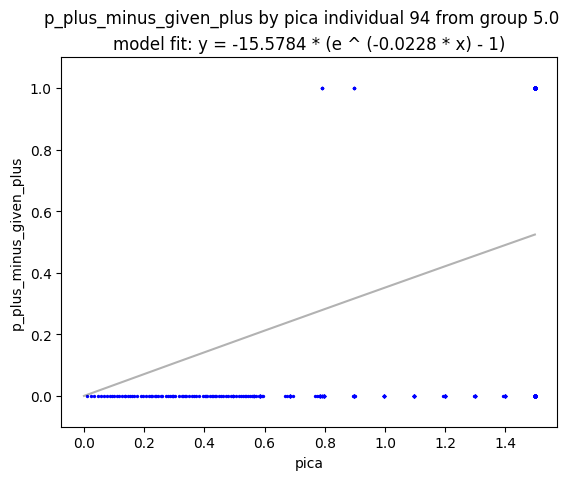 p_plus_minus_given_plus by pica individual 94 from group 5.0
model fit: y = -15.5784 * (e ^ (-0.0228 * x) - 1)
p_plus_minus_given_plus
1.0
0.8
0.6
0.4
0.2
0.0
0.0 0.2 0.4 0.6 0.8 1.0 1.2 1.4
pica